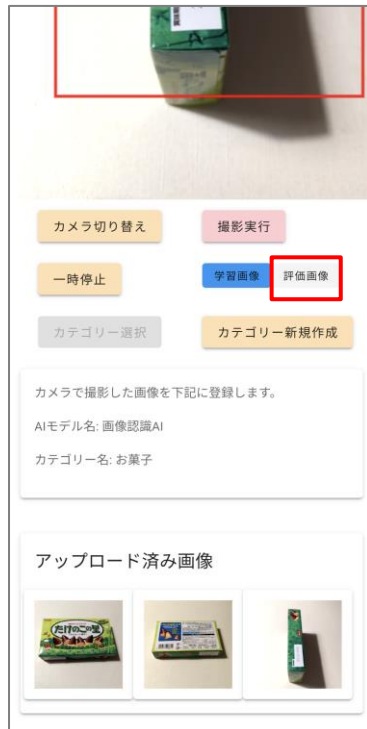 カメラ切り替え
撮影実行
一時停止
学習画像
評価画像
カテゴリー選択
カテゴリー新規作成
カメラで撮影した画像を下記に登録します。
AIモデル名: 画像認識AI
カテゴリー名: お菓子
アップロード済み画像
たけのこの里